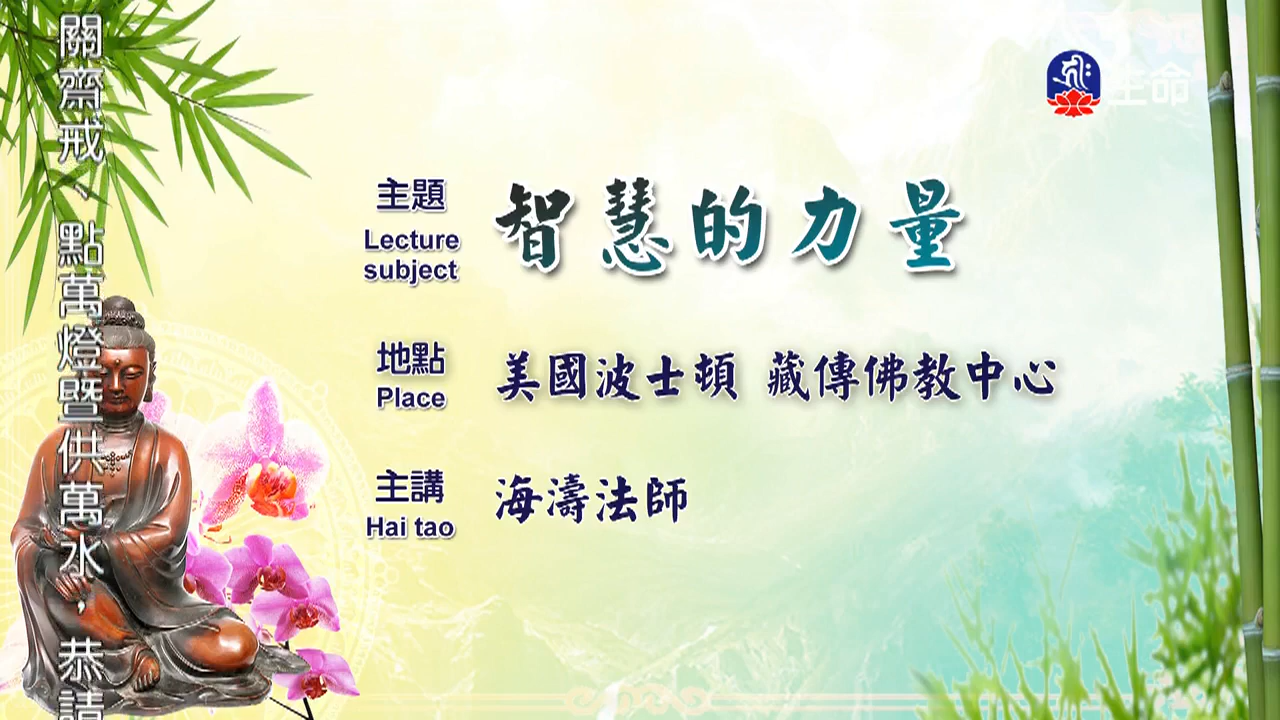 關齋戒、點萬燈暨供萬水，恭請
生命
主題
Lecture
subject
智慧的力量
地點
Place
美國波士頓 藏傳佛教中心
主講
Hai tao
海濤法師